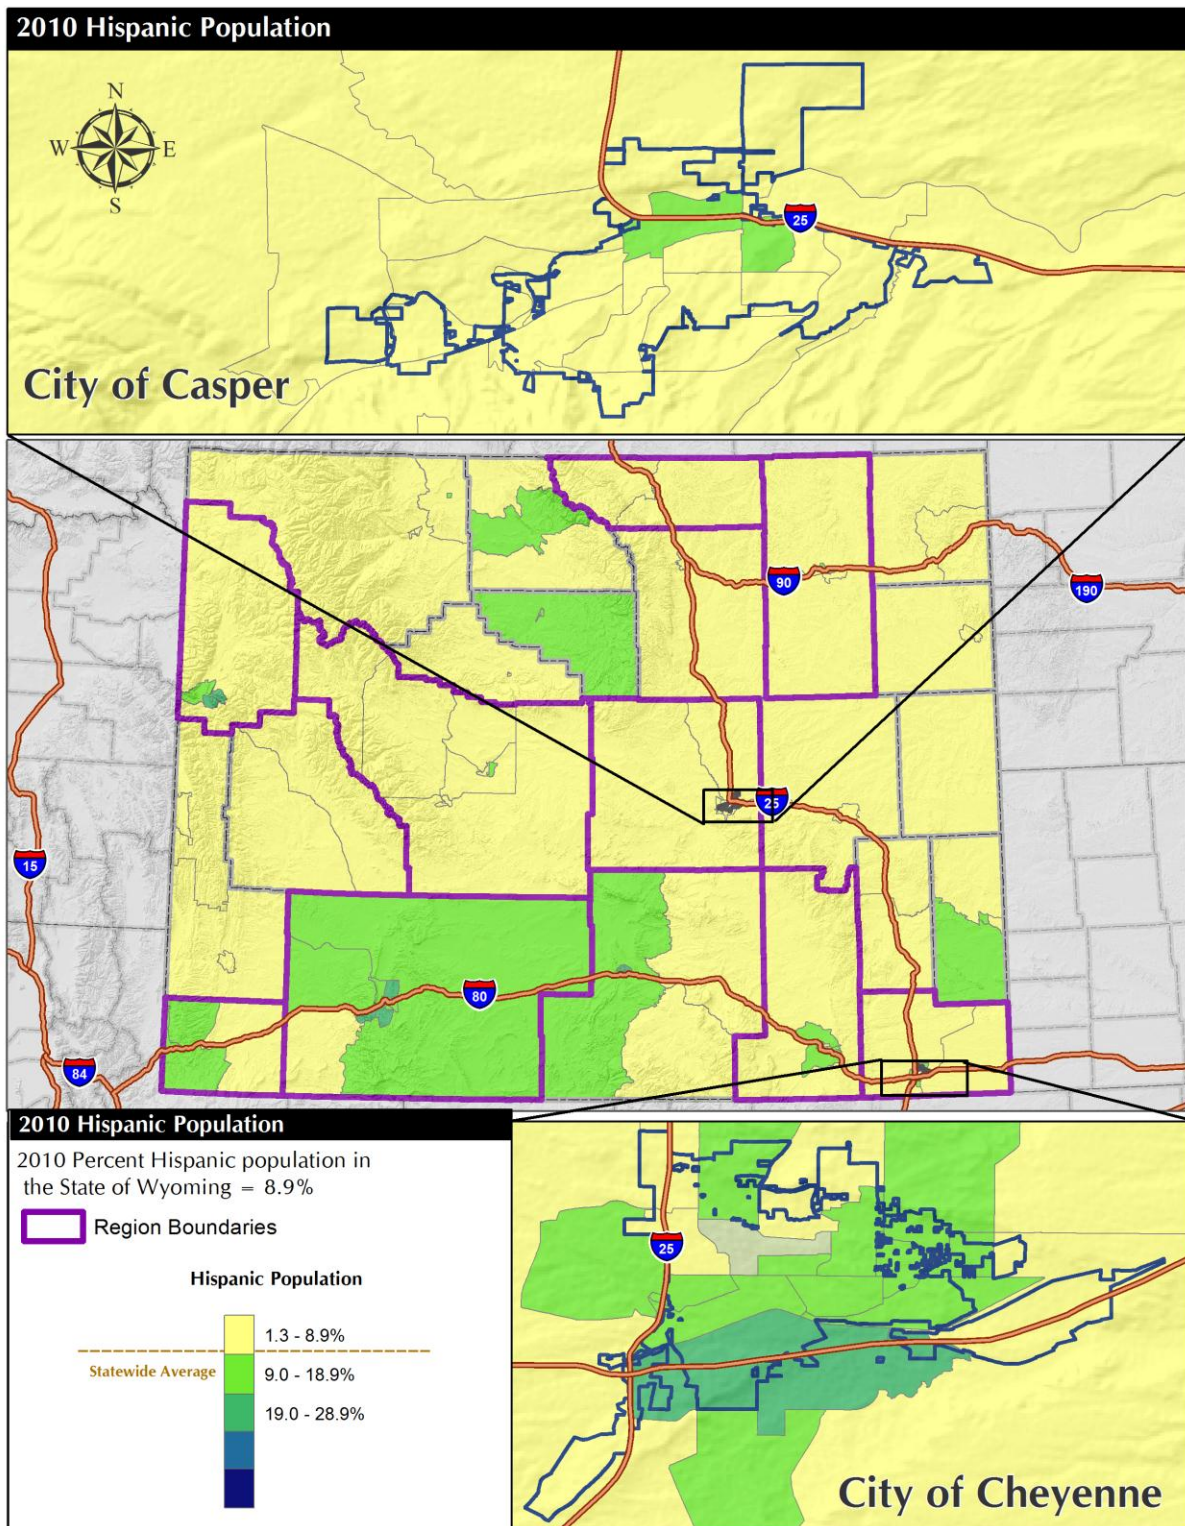 2010 Hispanic Population
N
W E
S
25
City of Casper
90
190
25
15
80
84
2010 Hispanic Population
2010 Percent Hispanic population in
the State of Wyoming = 8.9%
Region Boundaries
Hispanic Population
1.3 - 8.9%
Statewide Average
9.0 - 18.9%
19.0 - 28.9%
25
City of Cheyenne